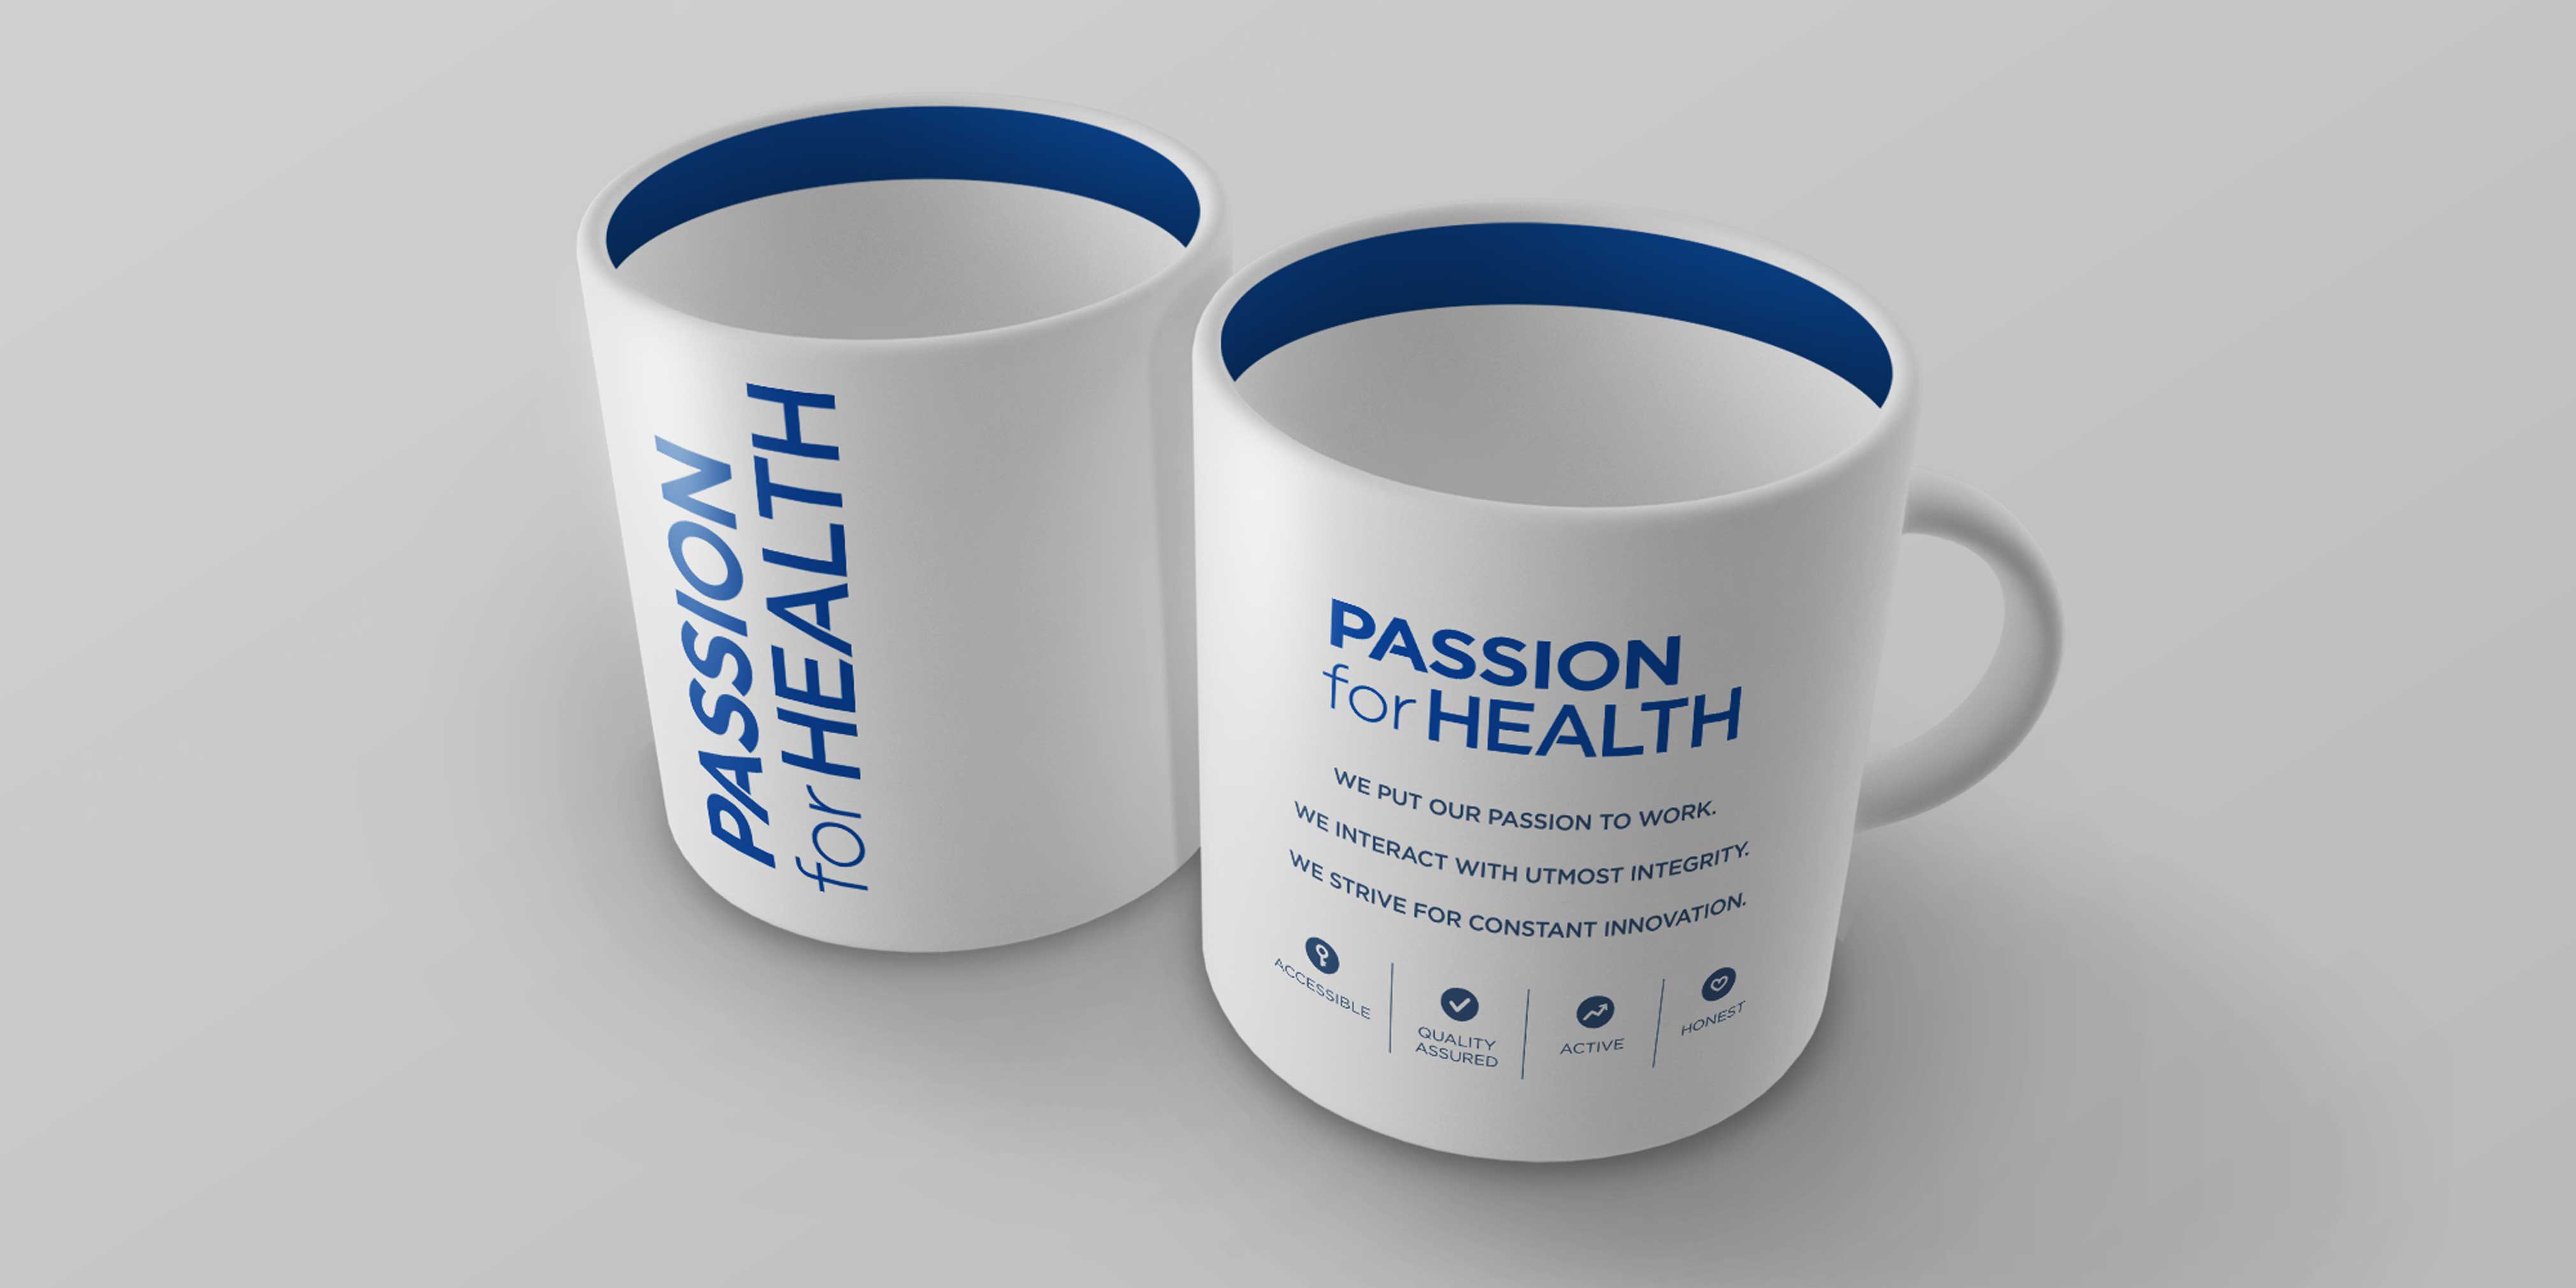 PASSION
for HEALTH
PASSION
for HEALTH
WE PUT OUR PASSION TO WORK.
WE INTERACT WITH UTMOST INTEGRITY.
WE STRIVE FOR CONSTANT INNOVATION.
ACCESSIBLE
QUALITY
ASSURED
ACTIVE
HONEST